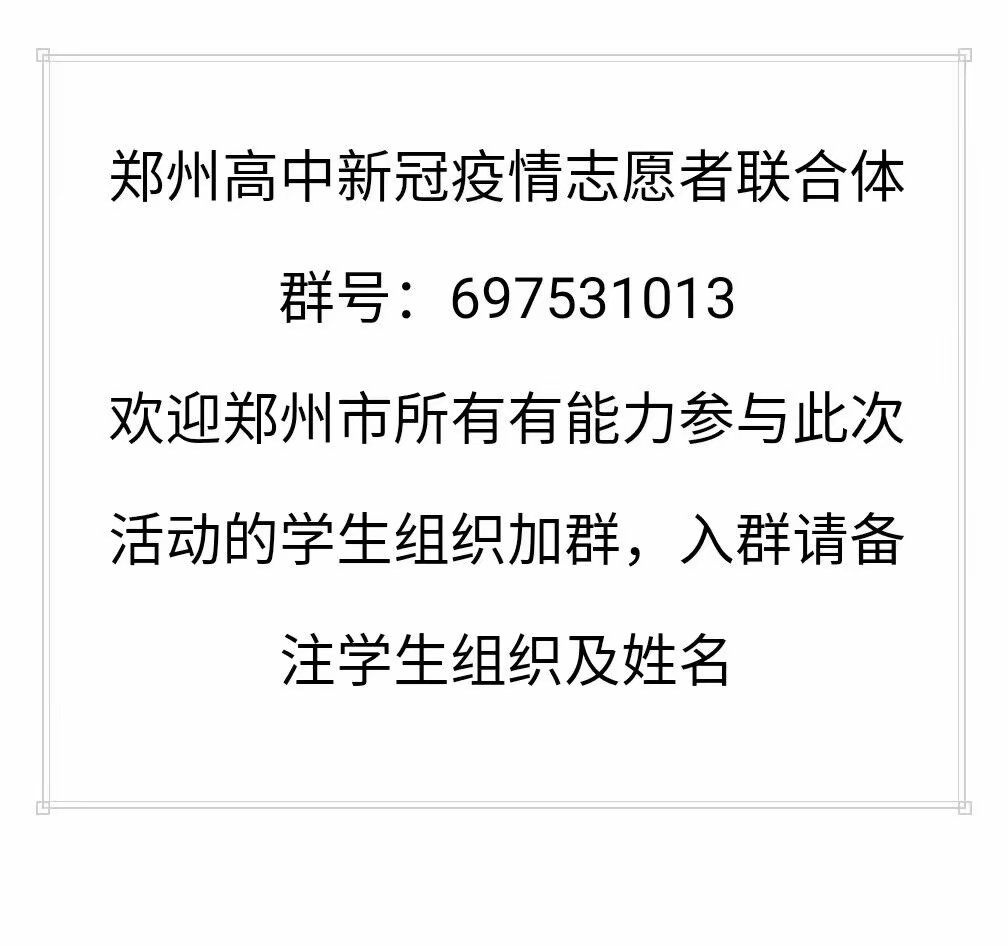 郑州高中新冠疫情志愿者联合体
群号：697531013
欢迎郑州市所有有能力参与此次
活动的学生组织加群，入群请备
注学生组织及姓名